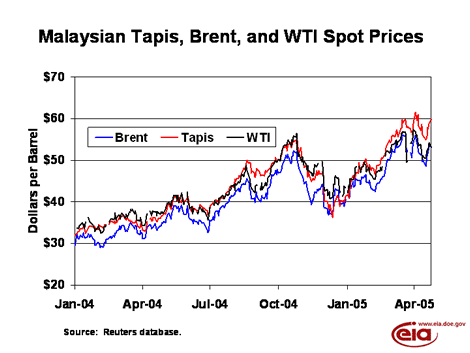 Malaysian Tapis, Brent, and WTI Spot Prices
Dollars per Barrel
$70
$60
$50
$40
$30
$20
Brent Tapis WTI
Jan-04 Apr-04 Jul-04 Oct-04 Jan-05 Apr-05
Source: Reuters database.
eia
www.eia.doe.gov